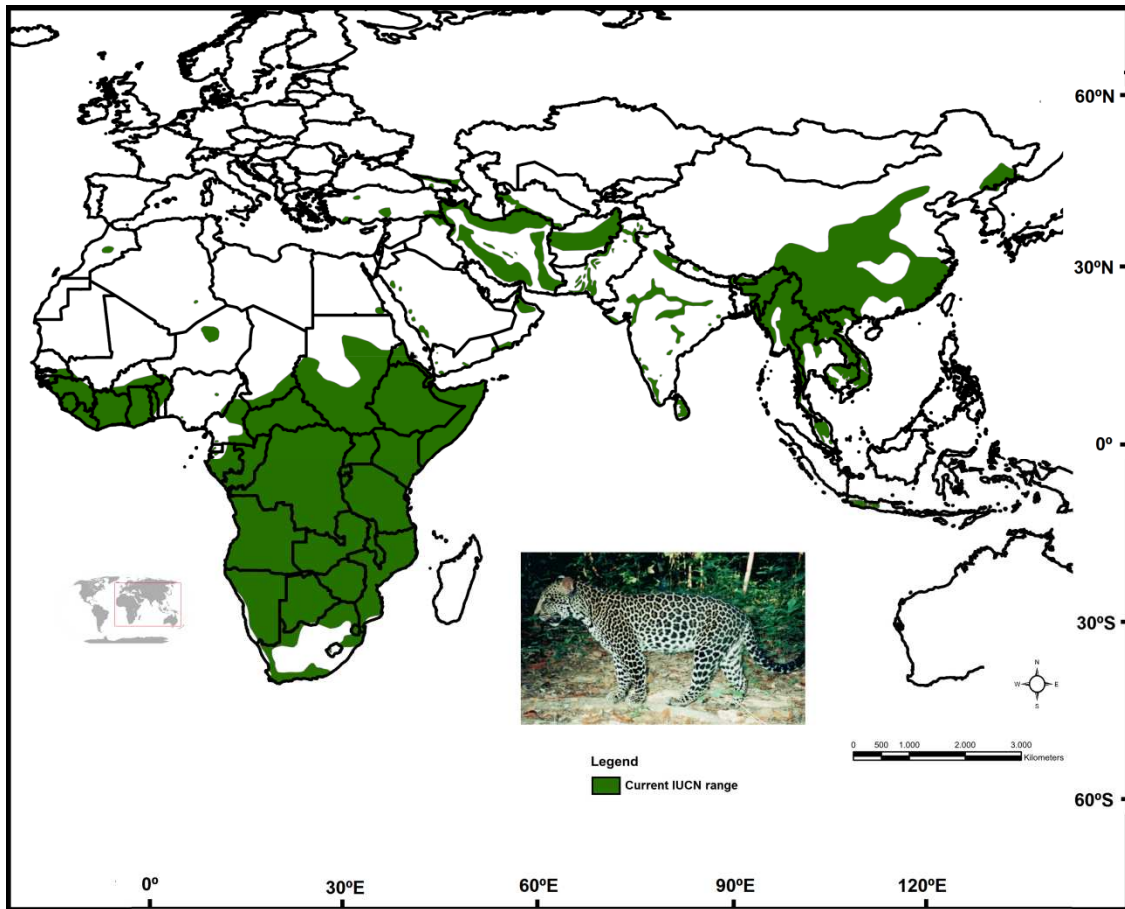 60ºN
30ºN
0º
30ºS
60ºS
N
W E
S
0 500 1.000 2.000 3.000
Kilometers
Legend
Current IUCN range
0º 30ºE 60ºE 90ºE 120ºE